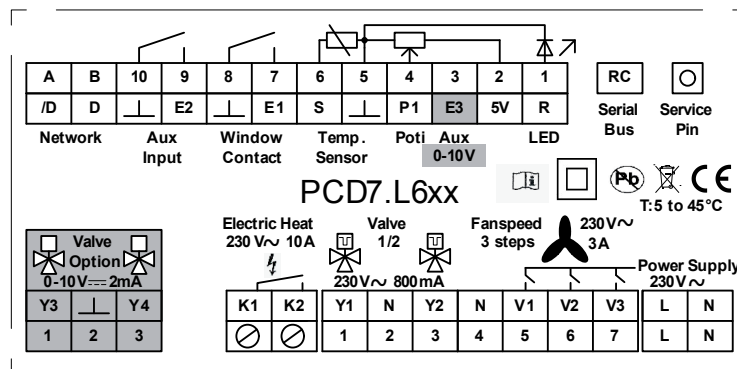 A B 10 9 8 7 6 5 4 3 2 1 RC
/D D E2 E1 S P1 E3 5V R
Serial Bus
Service Pin
Network
Aux Input
Window Contact
Temp. Sensor
Poti
Aux
0-10V
LED
PCD7.L6xx
Pb
CE
T: 5 to 45°C
Valve Option
0-10V⎓2mA
Y3 Y4
1 2 3
Electric Heat
230 V~ 10A
Valve
1/2
230V~ 800mA
Fanspeed
3 steps
230V~
3A
Power Supply
230V~
K1 K2 Y1 N Y2 N V1 V2 V3 L N
1 2 3 4 5 6 7 L N